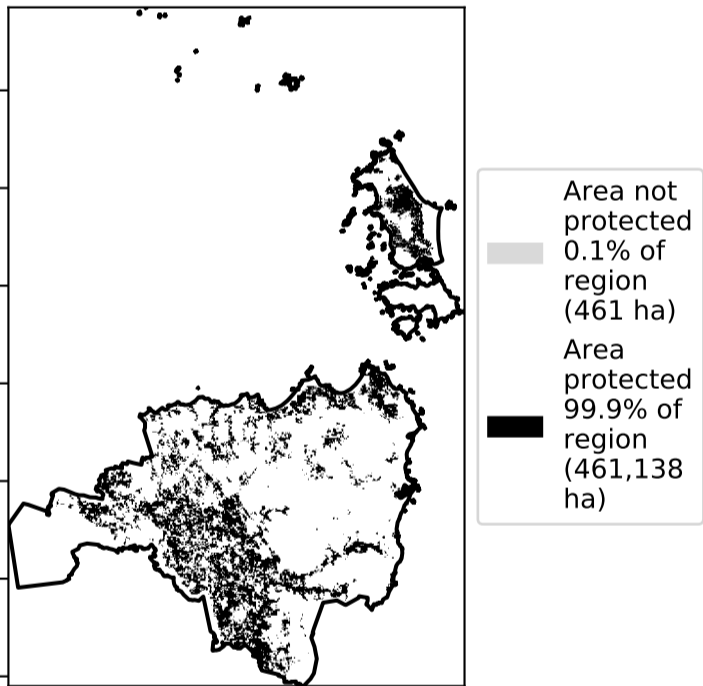 Area not
protected
0.1% of
region
(461 ha)
Area
protected
99.9% of
region
(461,138
ha)